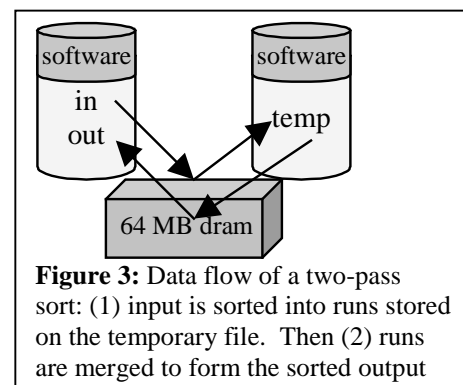 software
software
in
out
temp
64 MB dram
Figure 3: Data flow of a two-pass
sort: (1) input is sorted into runs stored
on the temporary file.  Then (2) runs
are merged to form the sorted output